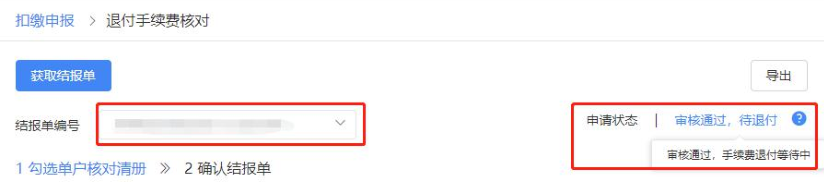 扣缴申报 > 退付手续费核对
获取结报单
导出
结报单编号
申请状态 | 审核通过，待退付 ?
审核通过，手续费退付等待中
1 勾选单户核对清册 >> 2 确认结报单